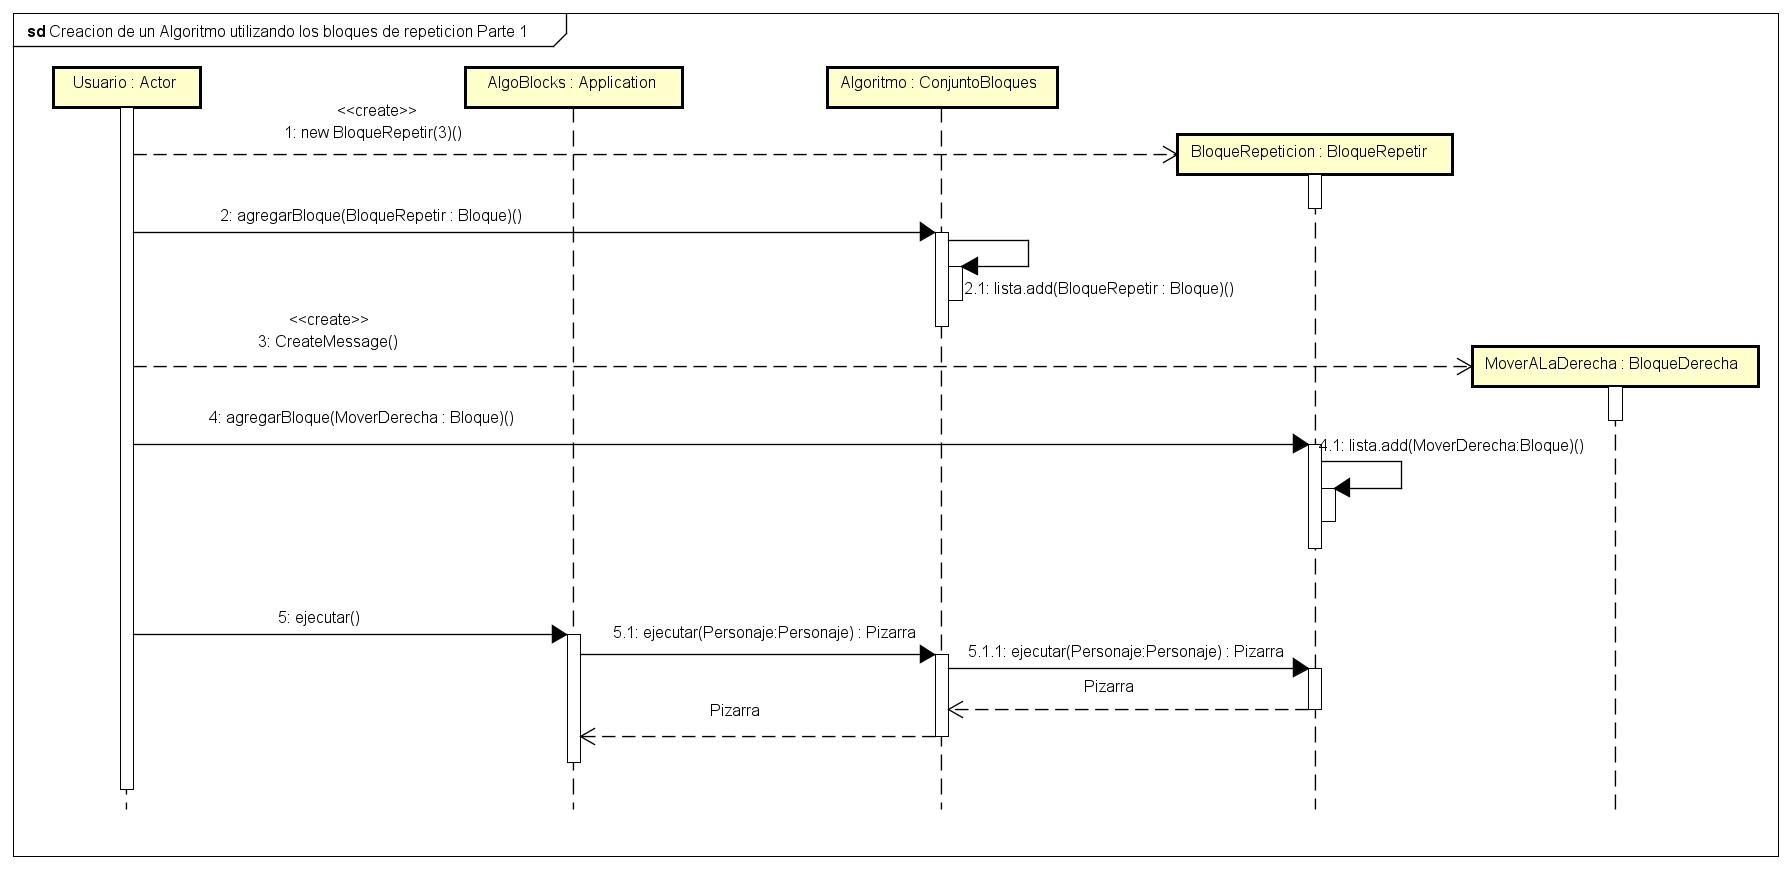 sd Creacion de un Algoritmo utilizando los bloques de repeticion Parte 1
Usuario : Actor
AlgoBlocks : Application
Algoritmo : ConjuntoBloques
<<create>>
1: new BloqueRepetir(3)()
BloqueRepeticion : BloqueRepetir
2: agregarBloque(BloqueRepetir : Bloque)()
2.1: lista.add(BloqueRepetir : Bloque)()
<<create>>
3: CreateMessage()
MoverALaDerecha : BloqueDerecha
4: agregarBloque(MoverDerecha : Bloque)()
4.1: lista.add(MoverDerecha:Bloque)()
5: ejecutar()
5.1: ejecutar(Personaje:Personaje) : Pizarra
5.1.1: ejecutar(Personaje:Personaje) : Pizarra
Pizarra
Pizarra